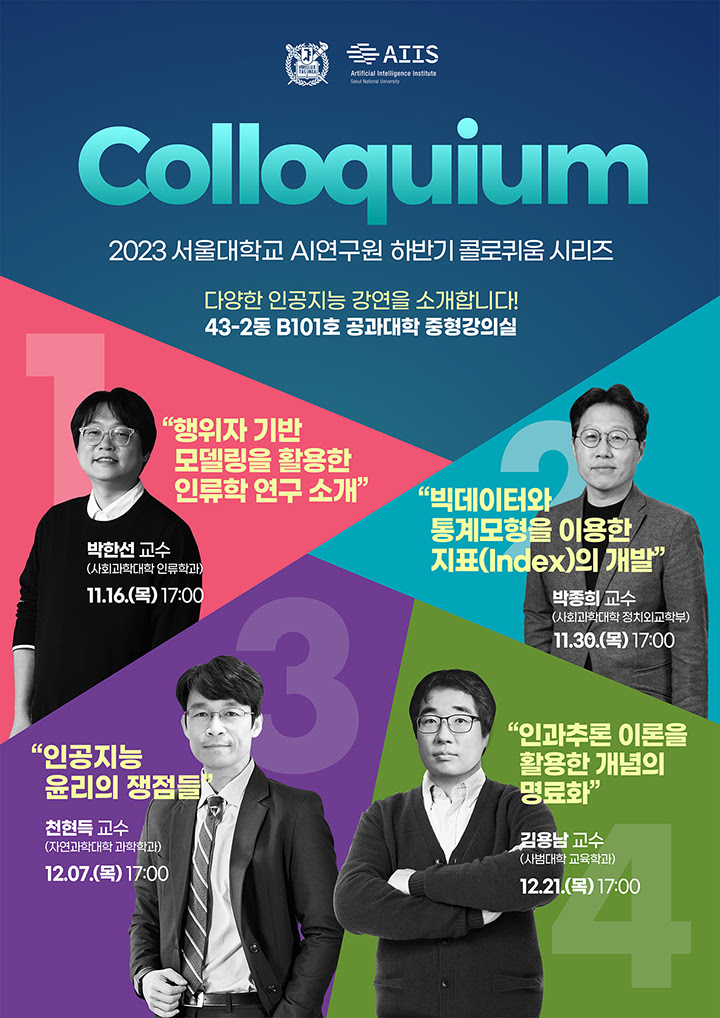 AIIS
Artificial Intelligence Institute
Seoul National University
Colloquium
2023 서울대학교 AI연구원 하반기 콜로퀴움 시리즈
다양한 인공지능 강연을 소개합니다!
43-2동 B101호 공과대학 중형강의실
1
“행위자 기반
모델링을 활용한
인류학 연구 소개”
박한선 교수
(사회과학대학 인류학과)
11.16.(목) 17:00
2
“빅데이터와
통계모형을 이용한
지표(Index)의 개발”
박종희 교수
(사회과학대학 정치외교학부)
11.30.(목) 17:00
3
“인공지능
윤리의 쟁점들”
천현득 교수
(자연과학대학 과학학과)
12.07.(목) 17:00
4
“인과추론 이론을
활용한 개념의
명료화”
김용남 교수
(사범대학 교육학과)
12.21.(목) 17:00